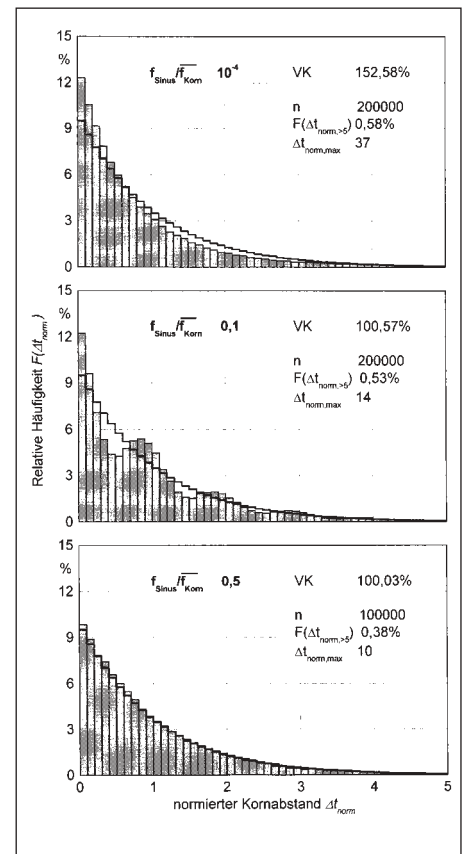 15
%
12
9
6
3
0
f_Sinus/f_Korn 10^-4 VK 152,58%
n 200000
F(Δt_norm,>5) 0,58%
Δt_norm,max 37
15
%
12
9
6
3
0
f_Sinus/f_Korn 0,1 VK 100,57%
n 200000
F(Δt_norm,>5) 0,53%
Δt_norm,max 14
Relative Häufigkeit F(Δt_norm)
15
%
12
9
6
3
0
f_Sinus/f_Korn 0,5 VK 100,03%
n 100000
F(Δt_norm,>5) 0,38%
Δt_norm,max 10
0 1 2 3 4 5
normierter Kornabstand Δt_norm